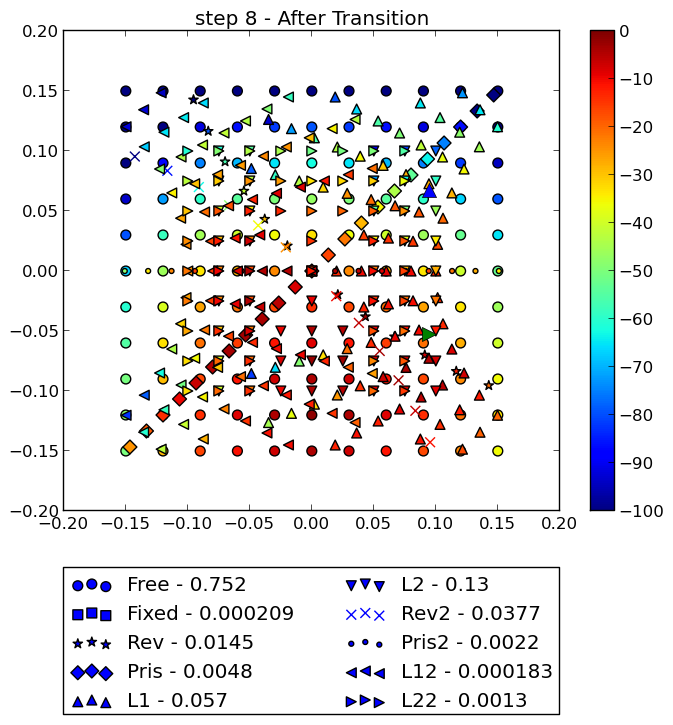 step 8 - After Transition
0.20
0.15
0.10
0.05
0.00
−0.05
−0.10
−0.15
−0.20
−0.20 −0.15 −0.10 −0.05 0.00 0.05 0.10 0.15 0.20
0
−10
−20
−30
−40
−50
−60
−70
−80
−90
−100
Free - 0.752
Fixed - 0.000209
Rev - 0.0145
Pris - 0.0048
L1 - 0.057
L2 - 0.13
Rev2 - 0.0377
Pris2 - 0.0022
L12 - 0.000183
L22 - 0.0013